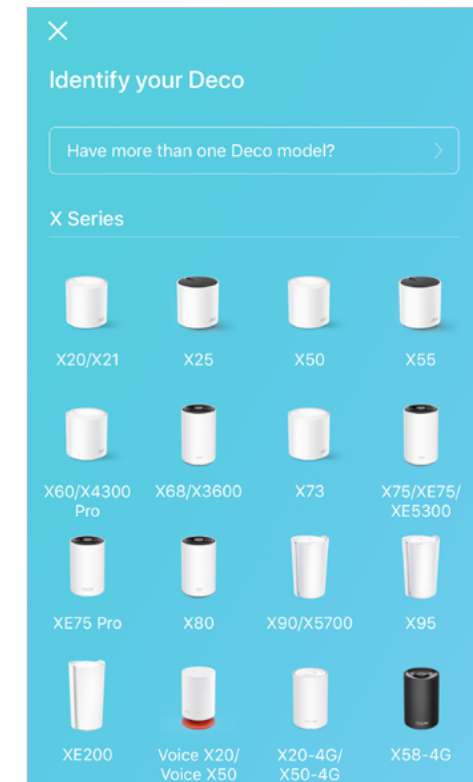 Identify your Deco
Have more than one Deco model?
X Series
X20/X21
X25
X50
X55
X60/X4300
Pro
X68/X3600
X73
X75/XE75/
XE5300
XE75 Pro
X80
X90/X5700
X95
XE200
Voice X20/
Voice X50
X20-4G/
X50-4G
X58-4G